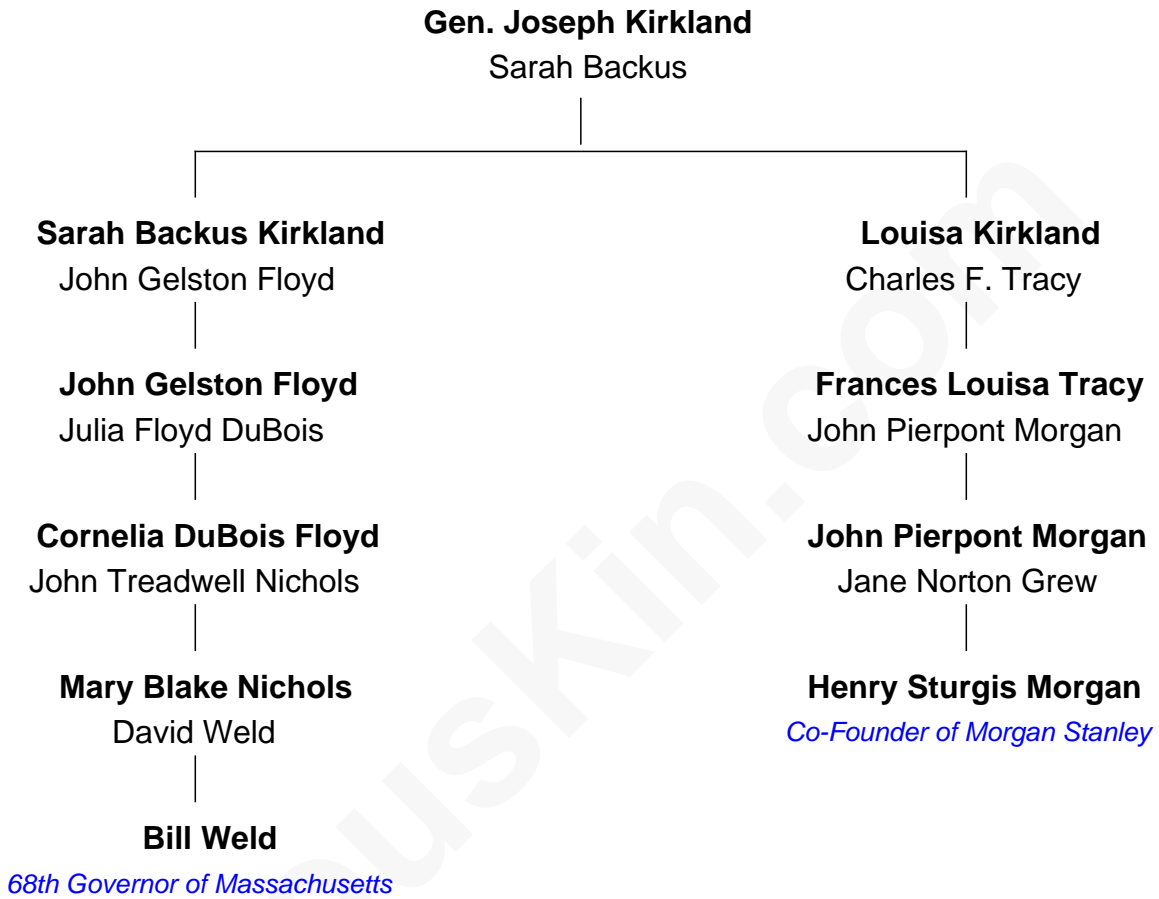 Gen. Joseph Kirkland
Sarah Backus
Sarah Backus Kirkland
John Gelston Floyd
Louisa Kirkland
Charles F. Tracy
John Gelston Floyd
Julia Floyd DuBois
Frances Louisa Tracy
John Pierpont Morgan
Cornelia DuBois Floyd
John Treadwell Nichols
John Pierpont Morgan
Jane Norton Grew
Mary Blake Nichols
David Weld
Henry Sturgis Morgan
Co-Founder of Morgan Stanley
Bill Weld
68th Governor of Massachusetts
usKin.com